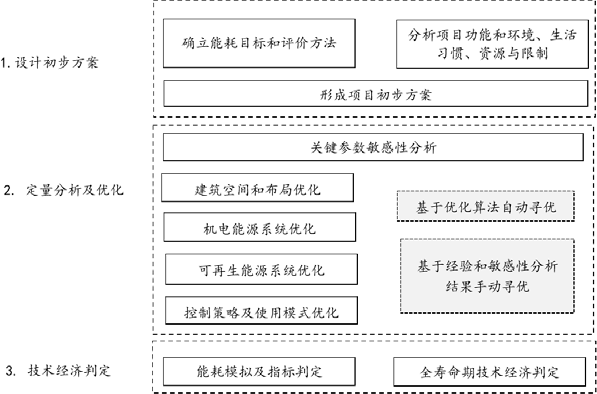 1.设计初步方案
确立能耗目标和评价方法
分析项目功能和环境、生活
习惯、资源与限制
形成项目初步方案
2. 定量分析及优化
关键参数敏感性分析
建筑空间和布局优化
机电能源系统优化
可再生能源系统优化
控制策略及使用模式优化
基于优化算法自动寻优
基于经验和敏感性分析
结果手动寻优
3. 技术经济判定
能耗模拟及指标判定
全寿命期技术经济判定